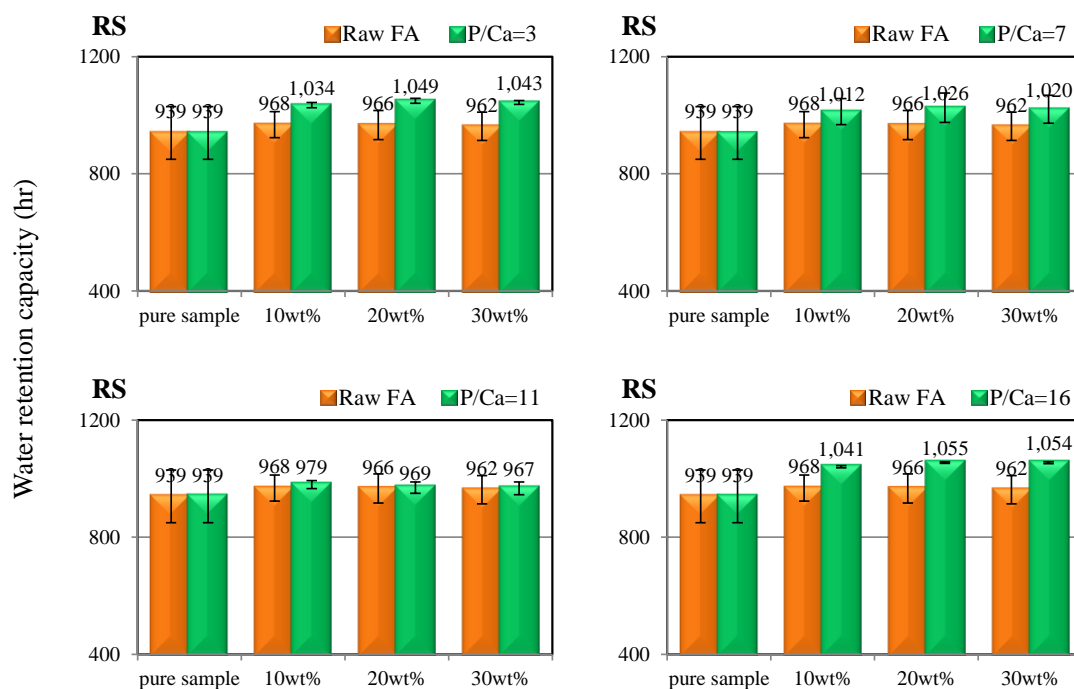 Water retention capacity (hr)
RS
Raw FA P/Ca=3
1200
800
400
939 939 968 1,034 966 1,049 962 1,043
pure sample 10wt% 20wt% 30wt%
RS
Raw FA P/Ca=7
1200
800
400
939 939 968 1,012 966 1,026 962 1,020
pure sample 10wt% 20wt% 30wt%
RS
Raw FA P/Ca=11
1200
800
400
939 939 968 979 966 969 962 967
pure sample 10wt% 20wt% 30wt%
RS
Raw FA P/Ca=16
1200
800
400
939 939 968 1,041 966 1,055 962 1,054
pure sample 10wt% 20wt% 30wt%